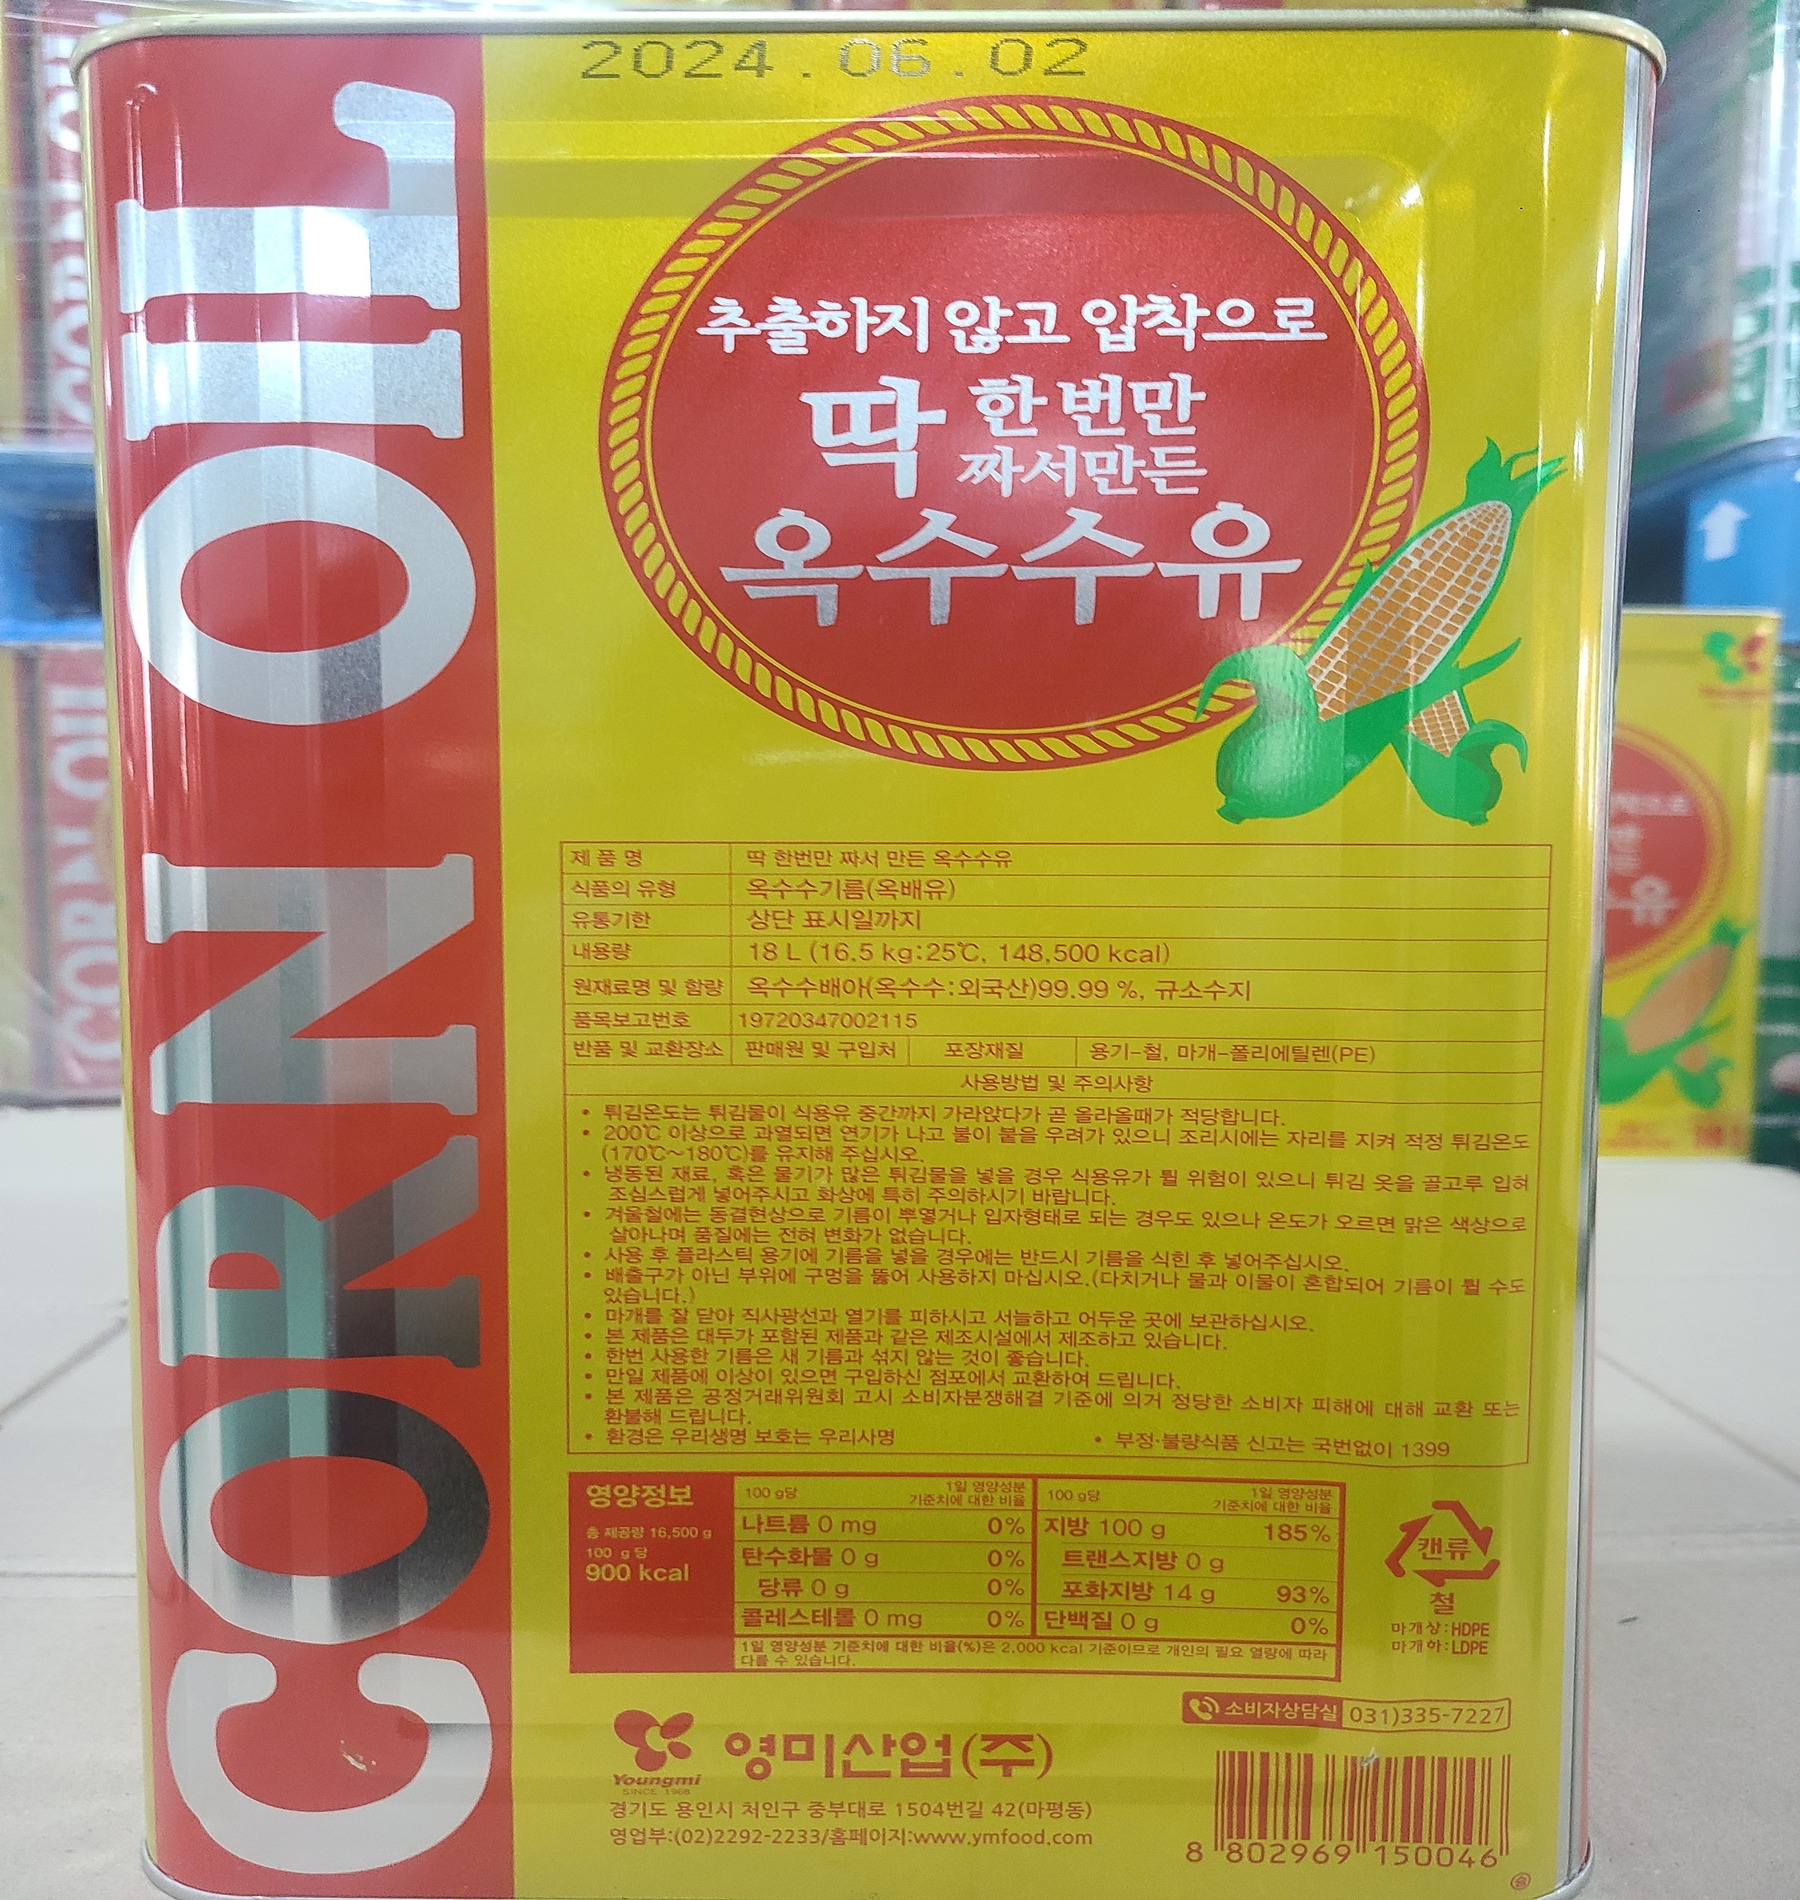 2024.06.02
CORN OIL
추출하지 않고 압착으로
딱 한번만
짜서만든
옥수수유
제 품 명 딱 한번만 짜서 만든 옥수수유
식품의 유형 옥수수기름(옥배유)
유통기한 상단 표시일까지
내용량 18 L (16.5 kg:25℃, 148,500 kcal)
원재료명 및 함량 옥수수배아(옥수수:외국산)99.99 %, 규소수지
품목보고번호 19720347002115
반품 및 교환장소 판매원 및 구입처 포장재질 용기-철, 마개-폴리에틸렌(PE)
사용방법 및 주의사항
• 튀김온도는 튀김물이 식용유 중간까지 가라앉다가 곧 올라올때가 적당합니다.
• 200℃ 이상으로 과열되면 연기가 나고 불이 붙을 우려가 있으니 조리시에는 자리를 지켜 적정 튀김온도
(170℃~180℃)를 유지해 주십시오.
• 냉동된 재료, 혹은 물기가 많은 튀김물을 넣을 경우 식용유가 튈 위험이 있으니 튀김 옷을 골고루 입혀
조심스럽게 넣어주시고 화상에 특히 주의하시기 바랍니다.
• 겨울철에는 동결현상으로 기름이 뿌옇거나 입자형태로 되는 경우도 있으나 온도가 오르면 맑은 색상으로
살아나며 품질에는 전혀 변화가 없습니다.
• 사용 후 플라스틱 용기에 기름을 넣을 경우에는 반드시 기름을 식힌 후 넣어주십시오.
• 배출구가 아닌 부위에 구멍을 뚫어 사용하지 마십시오.(다치거나 물과 이물이 혼합되어 기름이 튈 수도
있습니다.)
• 마개를 잘 닫아 직사광선과 열기를 피하시고 서늘하고 어두운 곳에 보관하십시오.
• 본 제품은 대두가 포함된 제품과 같은 제조시설에서 제조하고 있습니다.
• 한번 사용한 기름은 새 기름과 섞지 않는 것이 좋습니다.
• 만일 제품에 이상이 있으면 구입하신 점포에서 교환하여 드립니다.
• 본 제품은 공정거래위원회 고시 소비자분쟁해결 기준에 의거 정당한 소비자 피해에 대해 교환 또는
환불해 드립니다.
• 환경은 우리생명 보호는 우리사명 • 부정·불량식품 신고는 국번없이 1399
영양정보
총 제공량 16,500 g
100 g 당
900 kcal
100 g당 1일 영양성분
기준치에 대한 비율
100 g당 1일 영양성분
기준치에 대한 비율
나트륨 0 mg 0% 지방 100 g 185%
탄수화물 0 g 0% 트랜스지방 0 g
당류 0 g 0% 포화지방 14 g 93%
콜레스테롤 0 mg 0% 단백질 0 g 0%
1일 영양성분 기준치에 대한 비율(%)은 2,000 kcal 기준이므로 개인의 필요 열량에 따라
다를 수 있습니다.
캔류
철
마개상:HDPE
마개하:LDPE
소비자상담실 031)335-7227
Youngmi
SINCE 1968
영미산업(주)
경기도 용인시 처인구 중부대로 1504번길 42(마평동)
영업부:(02)2292-2233/홈페이지:www.ymfood.com
8 802969 150046